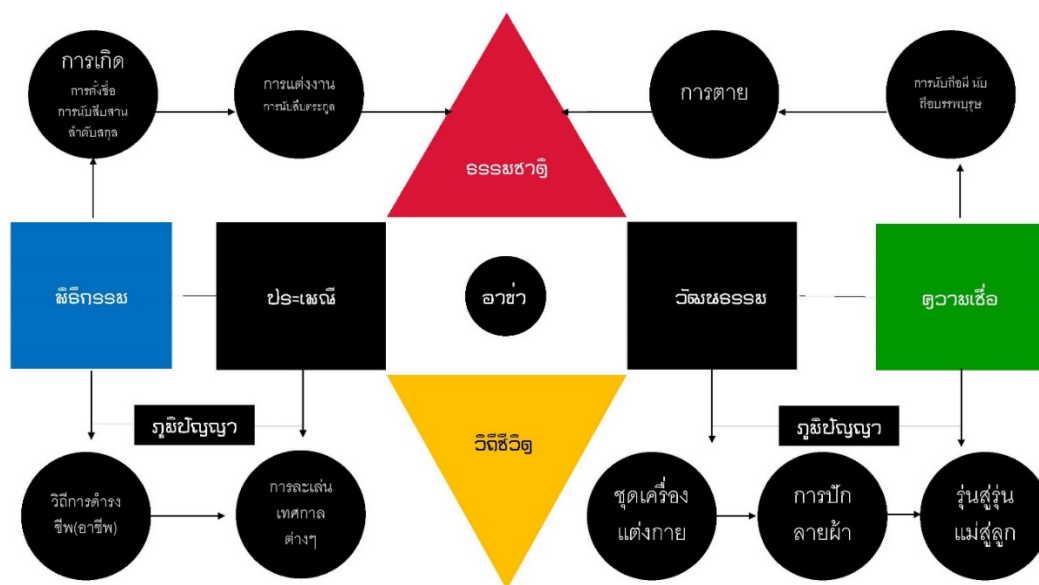 การเกิด
การตั้งชื่อ
การนับสืบสาน
ลำดับสกุล
การแต่งงาน
การนับสืบตระกูล
การตาย
การนับถือผี นับ
ถือบรรพบุรุษ
ธรรมชาติ
พิธีกรรม
ประเพณี
อาข่า
วัฒนธรรม
ความเชื่อ
ภูมิปัญญา
วิถีชีวิต
ภูมิปัญญา
วิถีการดำรง
ชีพ(อาชีพ)
การละเล่น
เทศกาล
ต่างๆ
ชุดเครื่อง
แต่งกาย
การปัก
ลายผ้า
รุ่นสู่รุ่น
แม่สู่ลูก